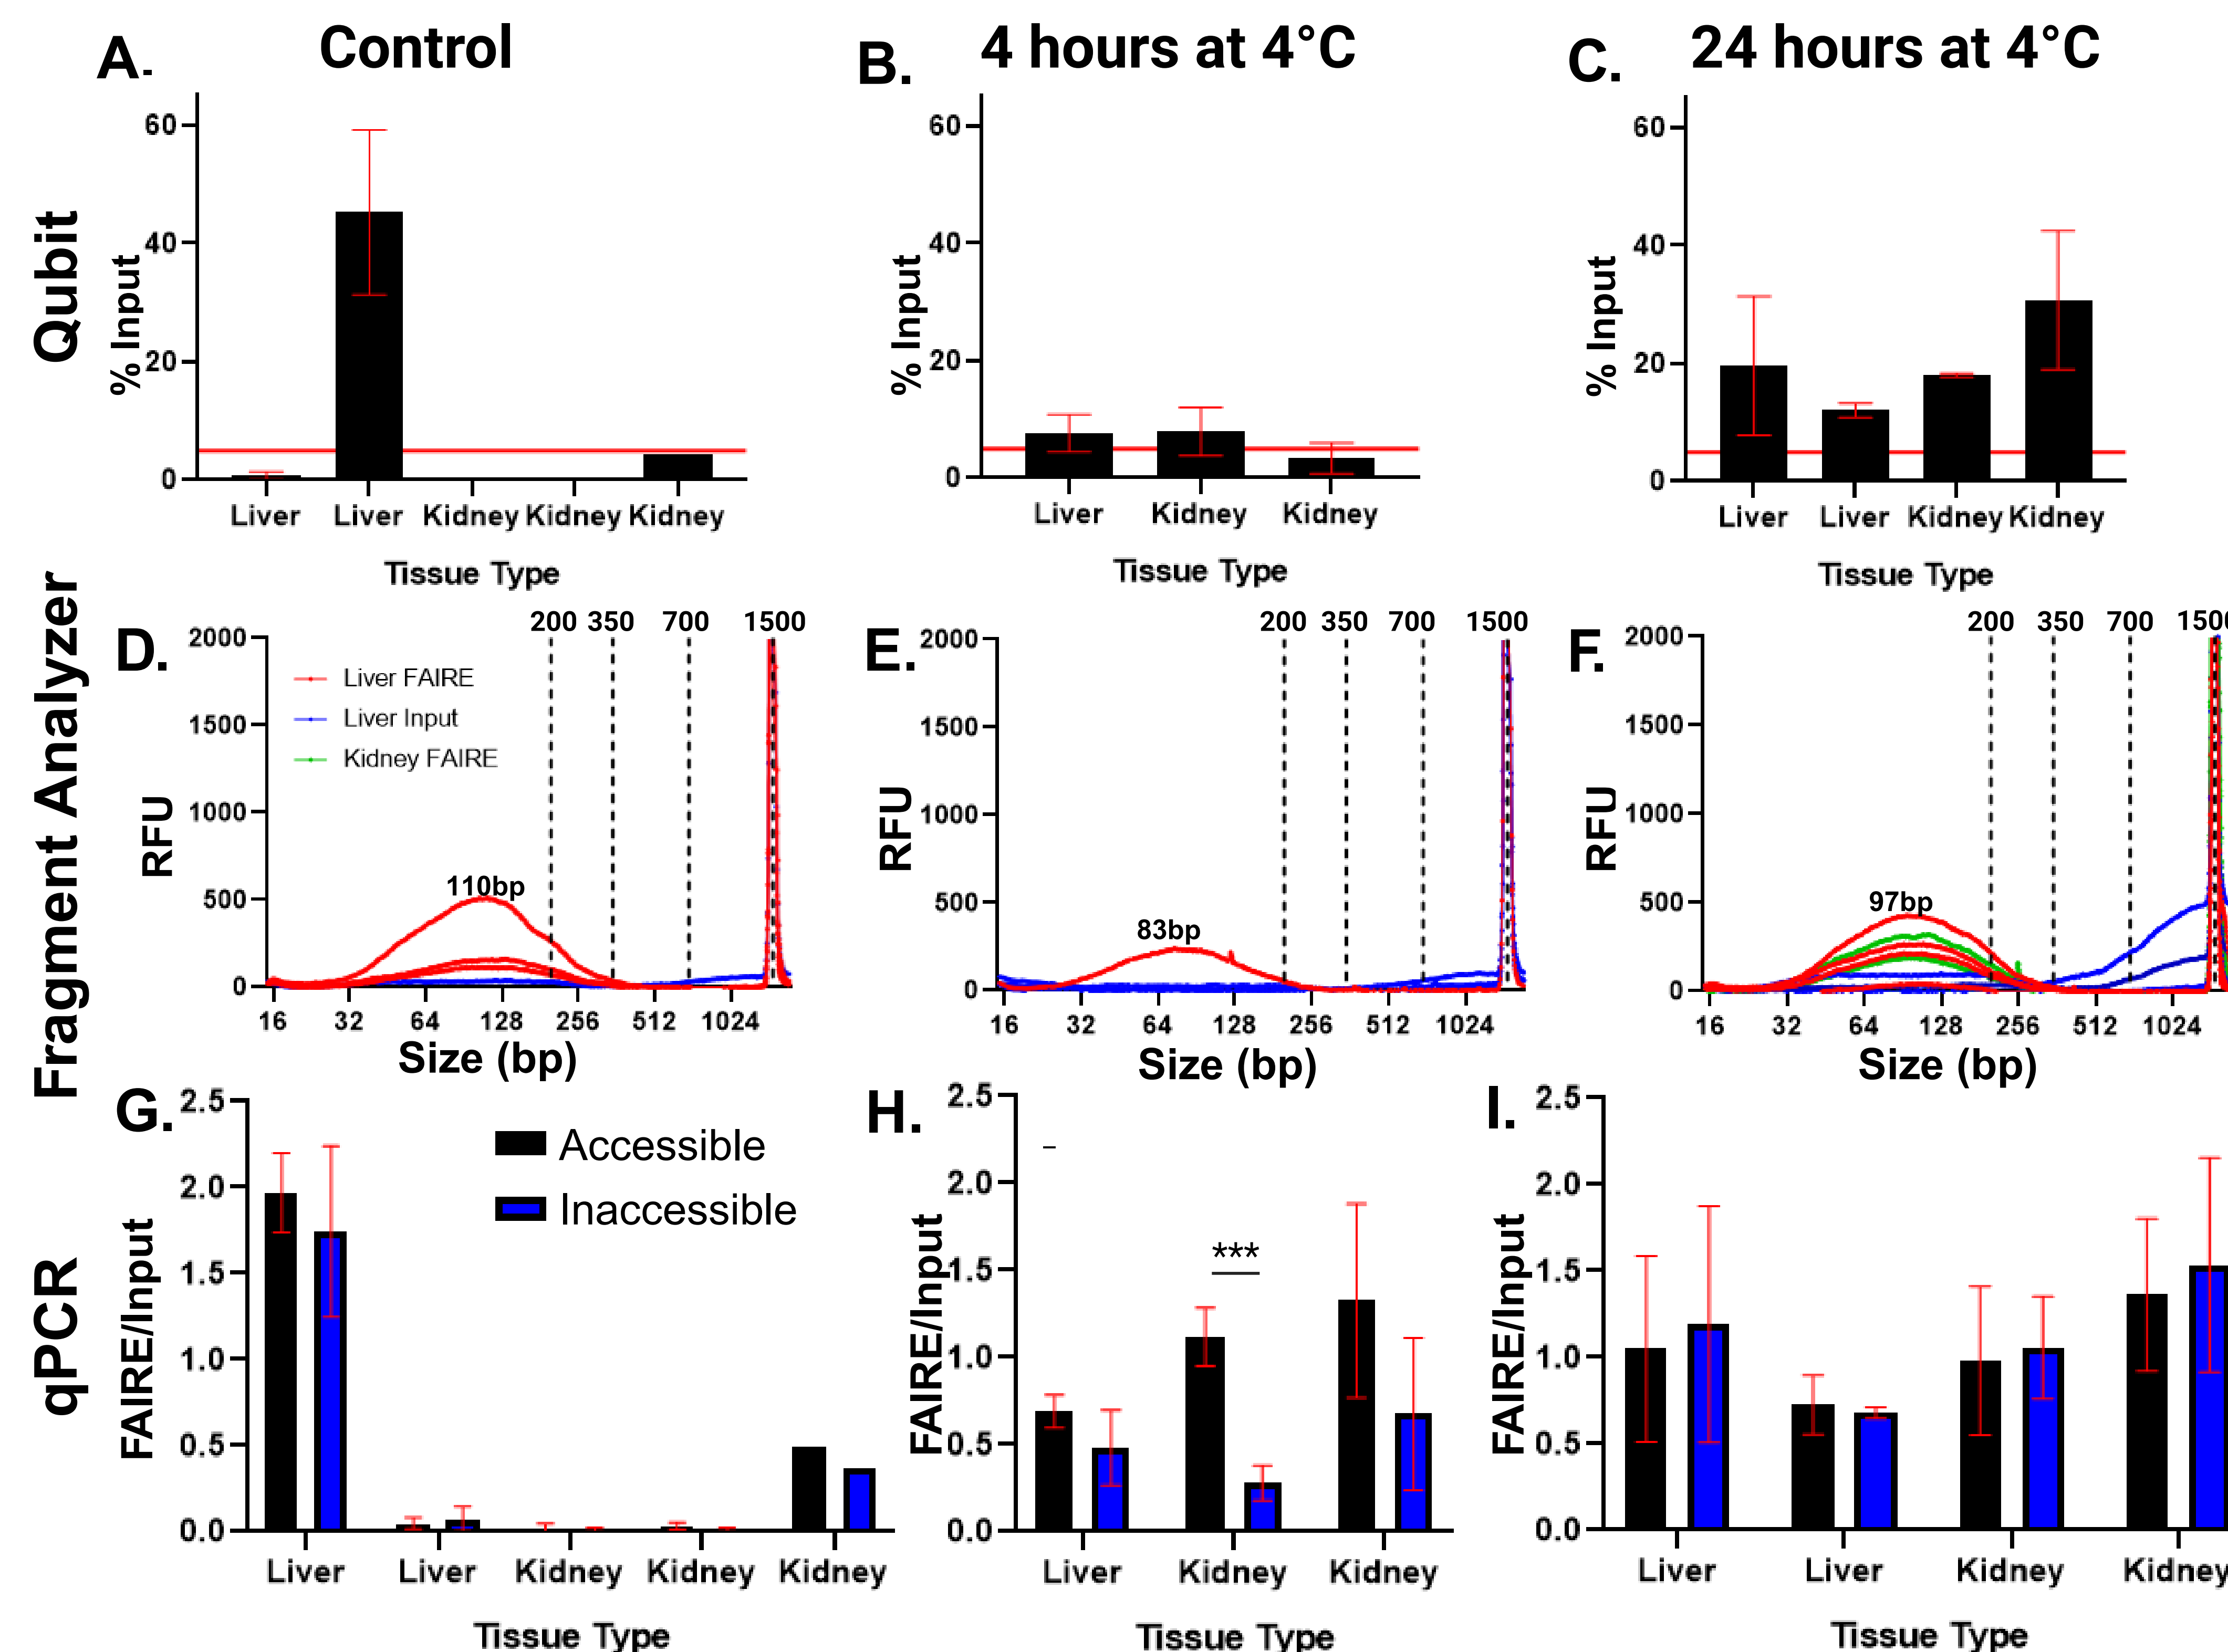 A. Control
B. 4 hours at 4°C
C. 24 hours at 4°C
Qubit
% Input
60
40
20
0
Liver Liver Kidney Kidney Kidney
Tissue Type
% Input
60
40
20
0
Liver Kidney Kidney
Tissue Type
% Input
60
40
20
0
Liver Liver Kidney Kidney
Tissue Type
Fragment Analyzer
D.
200 350 700 1500
RFU
2000
1500
1000
500
0
Liver FAIRE
Liver Input
Kidney FAIRE
110bp
16 32 64 128 256 512 1024
Size (bp)
E.
200 350 700 1500
RFU
2000
1500
1000
500
0
83bp
16 32 64 128 256 512 1024
Size (bp)
F.
200 350 700 1500
RFU
2000
1500
1000
500
0
97bp
16 32 64 128 256 512 1024
Size (bp)
qPCR
G.
FAIRE/Input
2.5
2.0
1.5
1.0
0.5
0.0
Accessible
Inaccessible
Liver Liver Kidney Kidney Kidney
Tissue Type
H.
FAIRE/Input
2.5
2.0
1.5
1.0
0.5
0.0
***
Liver Kidney Kidney
Tissue Type
I.
FAIRE/Input
2.5
2.0
1.5
1.0
0.5
0.0
Liver Liver Kidney Kidney
Tissue Type